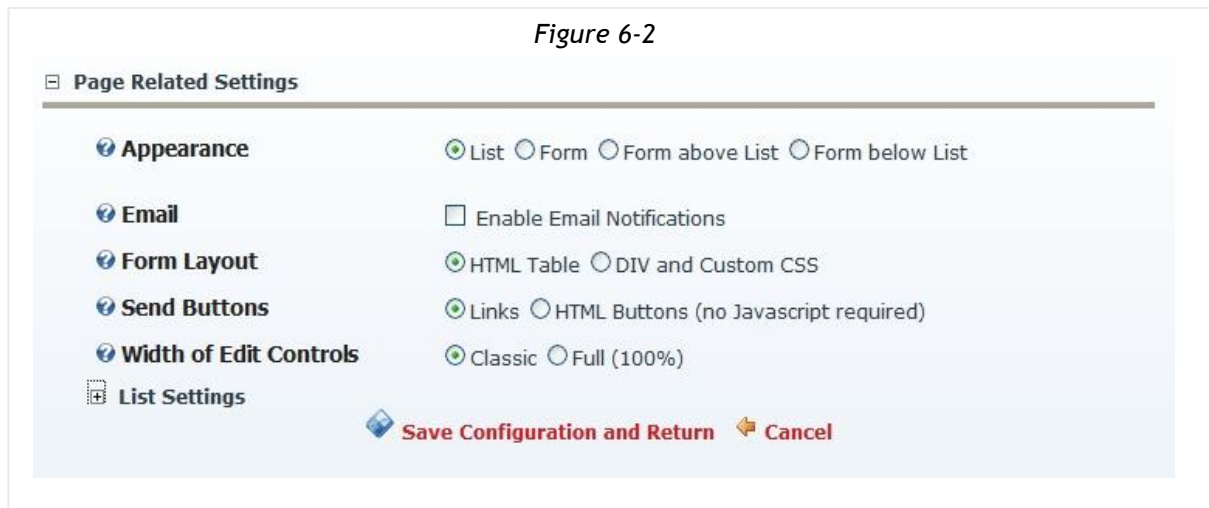 Figure 6-2
Page Related Settings
Appearance List Form Form above List Form below List
Email Enable Email Notifications
Form Layout HTML Table DIV and Custom CSS
Send Buttons Links HTML Buttons (no Javascript required)
Width of Edit Controls Classic Full (100%)
List Settings
Save Configuration and Return Cancel